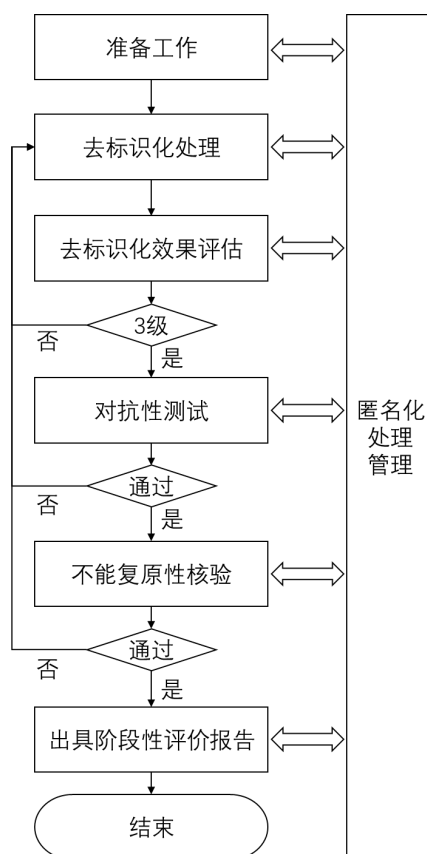 准备工作
去标识化处理
去标识化效果评估
3级
否
是
对抗性测试
匿名化
处理
管理
通过
否
是
不能复原性核验
通过
否
是
出具阶段性评价报告
结束